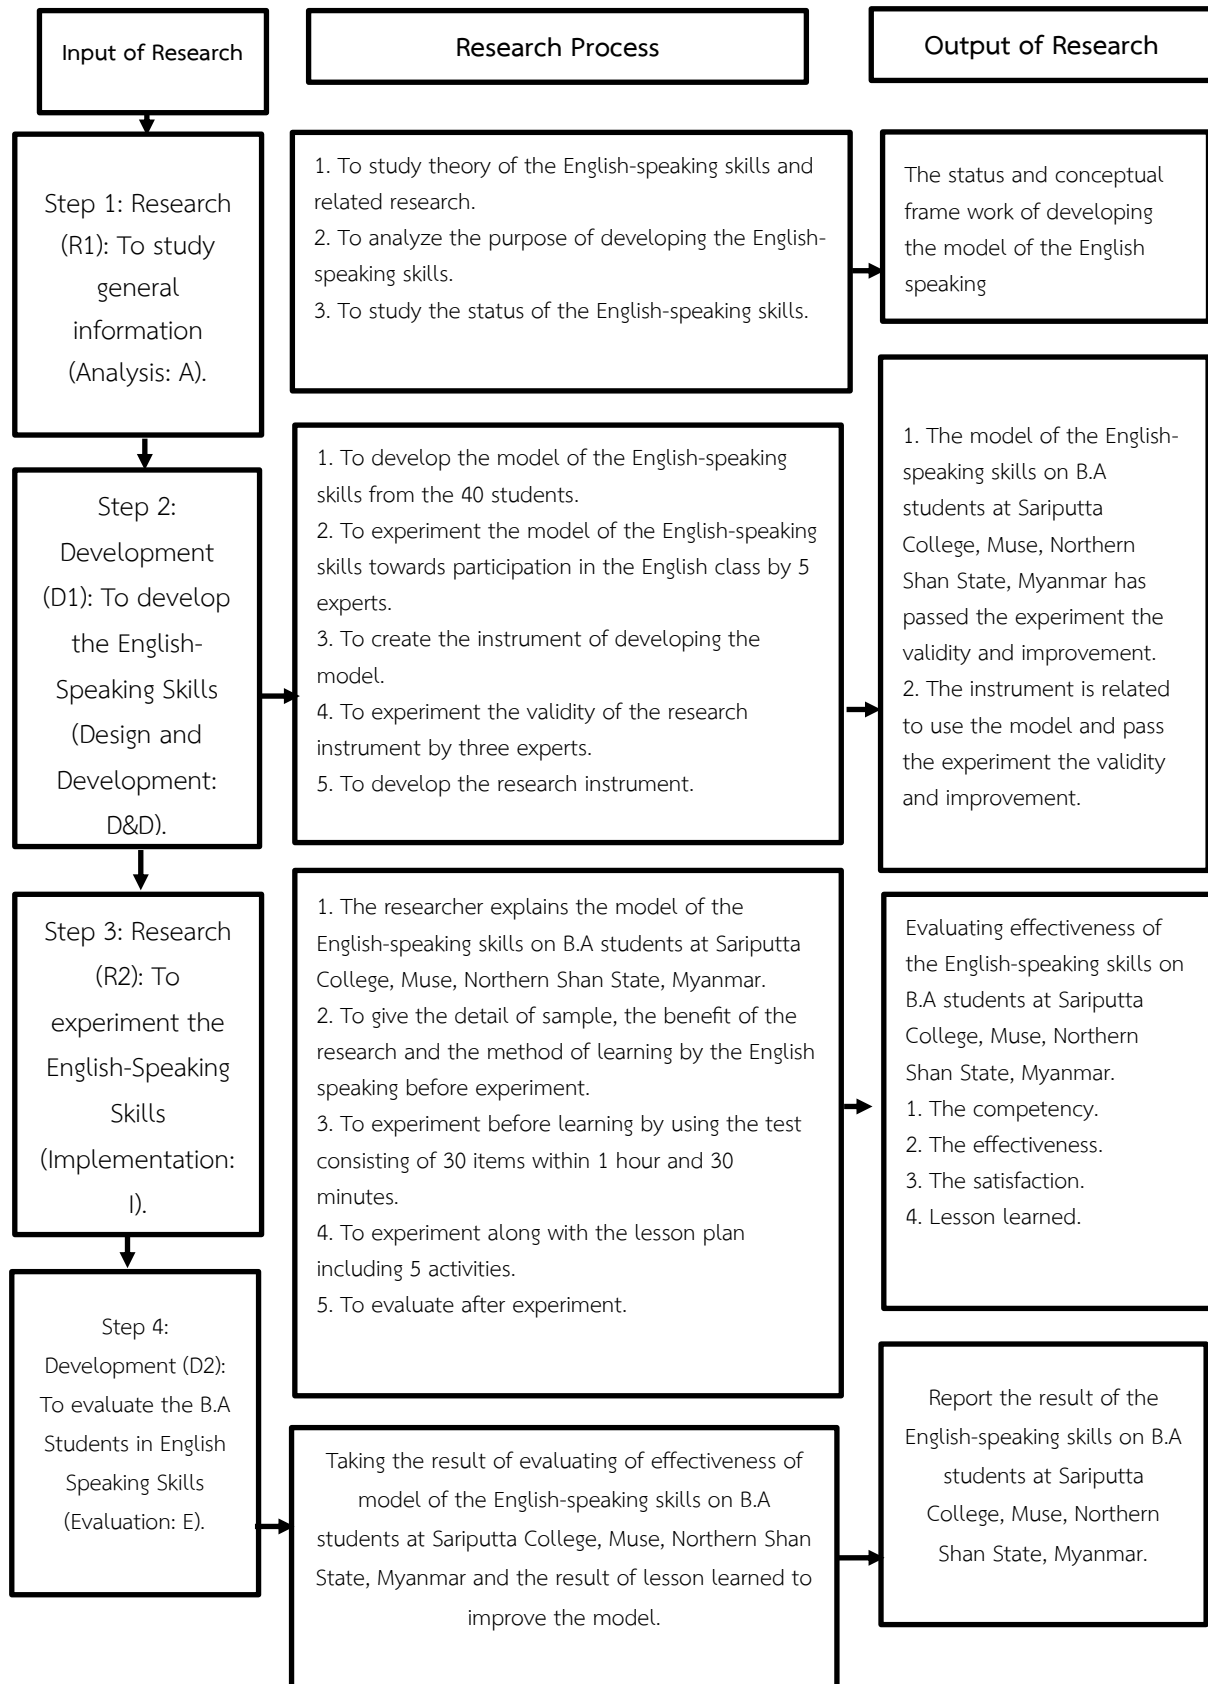 Input of Research
Research Process
Output of Research
Step 1: Research
(R1): To study
general
information
(Analysis: A).
1. To study theory of the English-speaking skills and
related research.
2. To analyze the purpose of developing the English-
speaking skills.
3. To study the status of the English-speaking skills.
The status and conceptual
frame work of developing
the model of the English
speaking
Step 2:
Development
(D1): To develop
the English-
Speaking Skills
(Design and
Development:
D&D).
1. To develop the model of the English-speaking
skills from the 40 students.
2. To experiment the model of the English-speaking
skills towards participation in the English class by 5
experts.
3. To create the instrument of developing the
model.
4. To experiment the validity of the research
instrument by three experts.
5. To develop the research instrument.
1. The model of the English-
speaking skills on B.A
students at Sariputta
College, Muse, Northern
Shan State, Myanmar has
passed the experiment the
validity and improvement.
2. The instrument is related
to use the model and pass
the experiment the validity
and improvement.
Step 3: Research
(R2): To
experiment the
English-Speaking
Skills
(Implementation:
I).
1. The researcher explains the model of the
English-speaking skills on B.A students at Sariputta
College, Muse, Northern Shan State, Myanmar.
2. To give the detail of sample, the benefit of the
research and the method of learning by the English
speaking before experiment.
3. To experiment before learning by using the test
consisting of 30 items within 1 hour and 30
minutes.
4. To experiment along with the lesson plan
including 5 activities.
5. To evaluate after experiment.
Evaluating effectiveness of
the English-speaking skills on
B.A students at Sariputta
College, Muse, Northern
Shan State, Myanmar.
1. The competency.
2. The effectiveness.
3. The satisfaction.
4. Lesson learned.
Step 4:
Development (D2):
To evaluate the B.A
Students in English
Speaking Skills
(Evaluation: E).
Taking the result of evaluating of effectiveness of
model of the English-speaking skills on B.A
students at Sariputta College, Muse, Northern Shan
State, Myanmar and the result of lesson learned to
improve the model.
Report the result of the
English-speaking skills on B.A
students at Sariputta
College, Muse, Northern
Shan State, Myanmar.